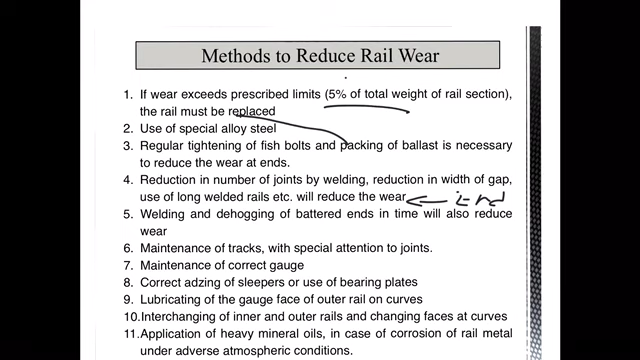 Methods to Reduce Rail Wear
1. If wear exceeds prescribed limits (5% of total weight of rail section),
the rail must be replaced
2. Use of special alloy steel
3. Regular tightening of fish bolts and packing of ballast is necessary
to reduce the wear at ends.
4. Reduction in number of joints by welding, reduction in width of gap,
use of long welded rails etc. will reduce the wear
5. Welding and dehogging of battered ends in time will also reduce
wear
6. Maintenance of tracks, with special attention to joints.
7. Maintenance of correct gauge
8. Correct adzing of sleepers or use of bearing plates
9. Lubricating of the gauge face of outer rail on curves
10. Interchanging of inner and outer rails and changing faces at curves
11. Application of heavy mineral oils, in case of corrosion of rail metal
under adverse atmospheric conditions.